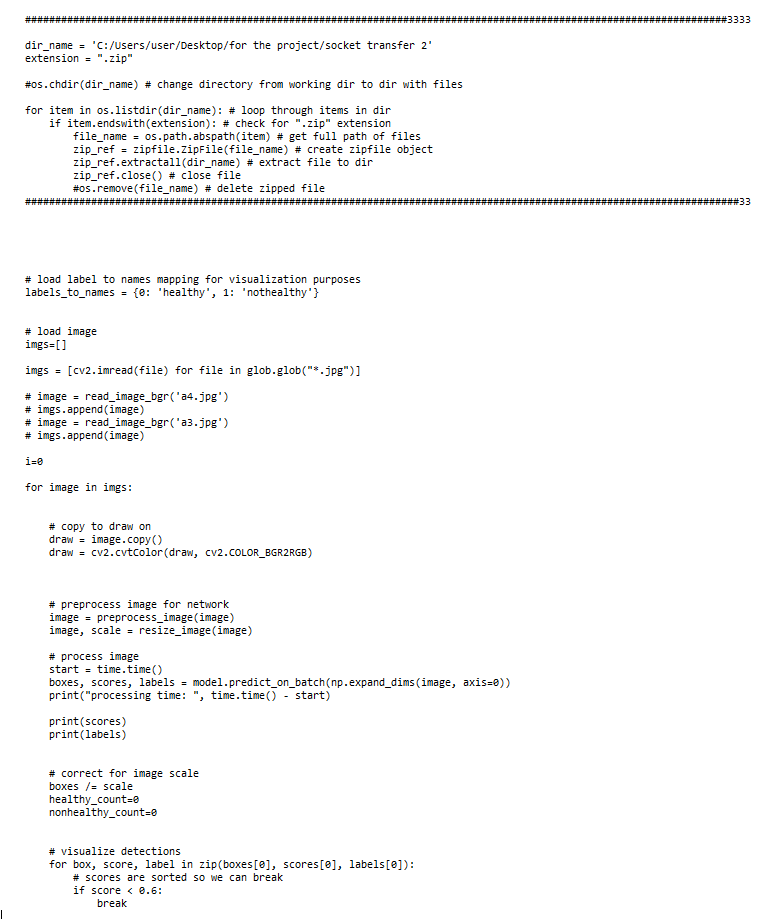 #####################################################################################################################3333
dir_name = 'C:/Users/user/Desktop/for the project/socket transfer 2'
extension = ".zip"
#os.chdir(dir_name) # change directory from working dir to dir with files
for item in os.listdir(dir_name): # loop through items in dir
    if item.endswith(extension): # check for ".zip" extension
        file_name = os.path.abspath(item) # get full path of files
        zip_ref = zipfile.ZipFile(file_name) # create zipfile object
        zip_ref.extractall(dir_name) # extract file to dir
        zip_ref.close() # close file
        #os.remove(file_name) # delete zipped file
#######################################################################################################################33
# load label to names mapping for visualization purposes
labels_to_names = {0: 'healthy', 1: 'nothealthy'}
# load image
imgs=[]
imgs = [cv2.imread(file) for file in glob.glob("*.jpg")]
# image = read_image_bgr('a4.jpg')
# imgs.append(image)
# image = read_image_bgr('a3.jpg')
# imgs.append(image)
i=0
for image in imgs:
    # copy to draw on
    draw = image.copy()
    draw = cv2.cvtColor(draw, cv2.COLOR_BGR2RGB)
    # preprocess image for network
    image = preprocess_image(image)
    image, scale = resize_image(image)
    # process image
    start = time.time()
    boxes, scores, labels = model.predict_on_batch(np.expand_dims(image, axis=0))
    print("processing time: ", time.time() - start)
    print(scores)
    print(labels)
    # correct for image scale
    boxes /= scale
    healthy_count=0
    nonhealthy_count=0
    # visualize detections
    for box, score, label in zip(boxes[0], scores[0], labels[0]):
        # scores are sorted so we can break
        if score < 0.6:
            break